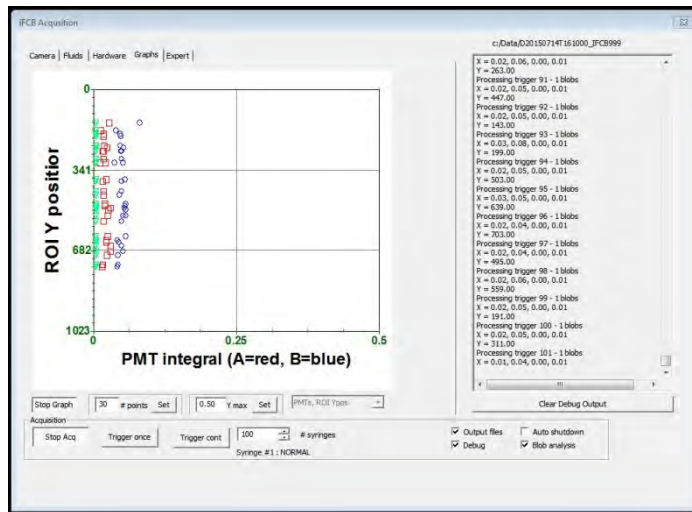 IFCB Acqusition
c:/Data/D20150714T161000_IFCB999
Camera Fluids Hardware Graphs Expert
0
341
682
1023
ROI Y position
0 0.25 0.5
PMT integral (A=red, B=blue)
X = 0.02, 0.06, 0.00, 0.01
Y = 263.00
Processing trigger 91 - 1 blobs
X = 0.02, 0.05, 0.00, 0.01
Y = 447.00
Processing trigger 92 - 1 blobs
X = 0.02, 0.05, 0.00, 0.01
Y = 143.00
Processing trigger 93 - 1 blobs
X = 0.03, 0.08, 0.00, 0.01
Y = 199.00
Processing trigger 94 - 1 blobs
X = 0.02, 0.05, 0.00, 0.01
Y = 503.00
Processing trigger 95 - 1 blobs
X = 0.03, 0.05, 0.00, 0.01
Y = 639.00
Processing trigger 96 - 1 blobs
X = 0.02, 0.04, 0.00, 0.01
Y = 703.00
Processing trigger 97 - 1 blobs
X = 0.02, 0.04, 0.00, 0.01
Y = 495.00
Processing trigger 98 - 1 blobs
X = 0.02, 0.06, 0.00, 0.01
Y = 559.00
Processing trigger 99 - 1 blobs
X = 0.02, 0.05, 0.00, 0.01
Y = 191.00
Processing trigger 100 - 1 blobs
X = 0.02, 0.05, 0.00, 0.01
Y = 311.00
Processing trigger 101 - 1 blobs
X = 0.01, 0.04, 0.00, 0.01
Stop Graph 30 # points Set 0.50 Y max Set PMTs, ROI Ypos
Clear Debug Output
Acquisition
Stop Acq Trigger once Trigger cont 100 # syringes
Syringe #1 : NORMAL
Output files Auto shutdown
Debug Blob analysis